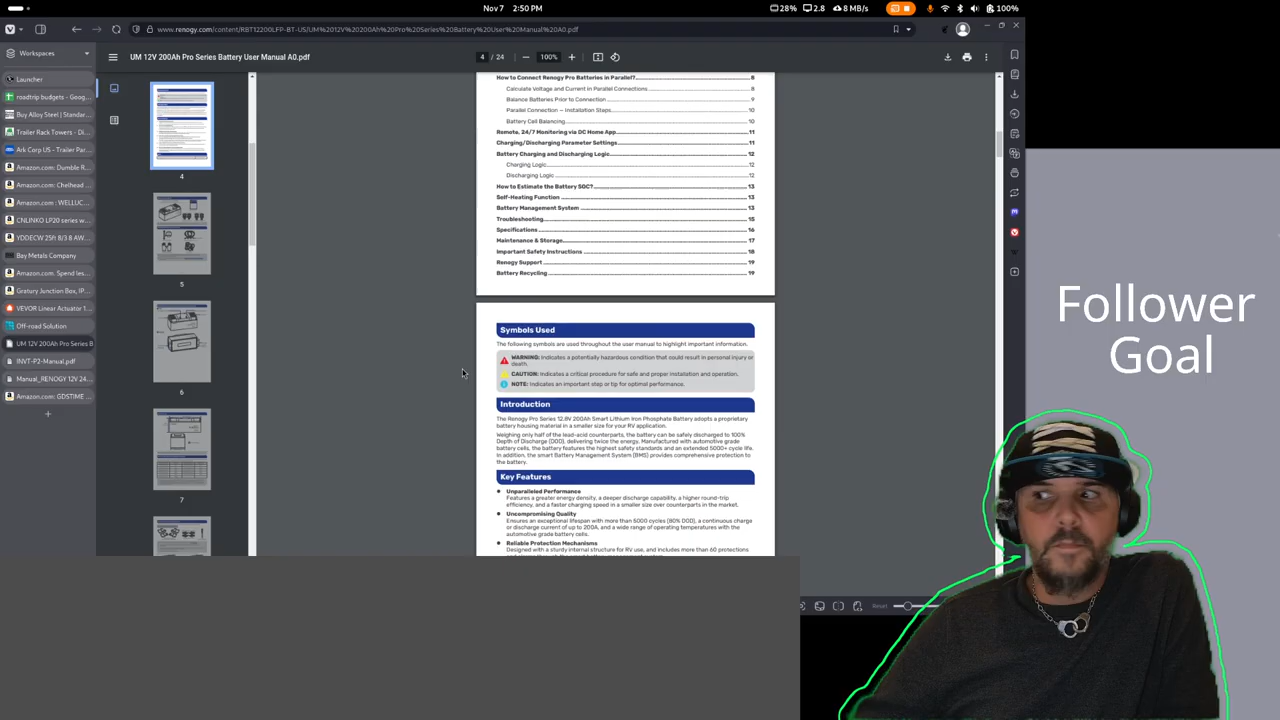 Nov 7 2:50 PM
28% 2.8 8 MB/s 100%
www.renogy.com/content/RBT12200LFP-BT-US/UM%2012V%20200Ah%20Pro%20Series%20Battery%20User%20Manual%20A0.pdf
Workspaces
UM 12V 200Ah Pro Series Battery User Manual A0.pdf
4 / 24
100%
Launcher
roadtrip budgets - Goog...
Buy Alloy Steel | Standar...
Trailer Rack Towers – Di...
Ark Corp US - Trailer Par...
Amazon.com: Dumble R...
Amazon.com: Chelhead ...
Amazon.com : WELLUC...
CNLINKO LP20 series w...
YDDECW 25ft 8/3 8 AW...
Bay Metals Company
Amazon.com. Spend les...
Gratury Junction Box, IP...
VEVOR Linear Actuator 1...
Off-road Solution
UM 12V 200Ah Pro Series B
INVT-P2-Manual.pdf
Manual_RENOGY 12V 24...
Amazon.com: GDSTIME ...
4
5
6
7
How to Connect Renogy Pro Batteries in Parallel? 8
Calculate Voltage and Current in Parallel Connections 8
Balance Batteries Prior to Connection 9
Parallel Connection — Installation Steps 10
Battery Cell Balancing 10
Remote, 24/7 Monitoring via DC Home App 11
Charging/Discharging Parameter Settings 11
Battery Charging and Discharging Logic 12
Charging Logic 12
Discharging Logic 12
How to Estimate the Battery SOC? 13
Self-Heating Function 13
Battery Management System 13
Troubleshooting 15
Specifications 16
Maintenance & Storage 17
Important Safety Instructions 18
Renogy Support 19
Battery Recycling 19
Symbols Used
The following symbols are used throughout the user manual to highlight important information.
WARNING: Indicates a potentially hazardous condition that could result in personal injury or
death.
CAUTION: Indicates a critical procedure for safe and proper installation and operation.
NOTE: Indicates an important step or tip for optimal performance.
Introduction
The Renogy Pro Series 12.8V 200Ah Smart Lithium Iron Phosphate Battery adopts a proprietary
battery housing material in a smaller size for your RV application.
Weighing only half of the lead-acid counterparts, the battery can be safely discharged to 100%
Depth of Discharge (DOD), delivering twice the energy. Manufactured with automotive grade
battery cells, the battery features the highest safety standards and an extended 5000+ cycle life.
In addition, the smart Battery Management System (BMS) provides comprehensive protection to
the battery.
Key Features
Unparalleled Performance
Features a greater energy density, a deeper discharge capability, a higher round-trip
efficiency, and a faster charging speed in a smaller size over counterparts in the market.
Uncompromising Quality
Ensures an exceptional lifespan with more than 5000 cycles (80% DOD), a continuous charge
or discharge current of up to 200A, and a wide range of operating temperatures with the
automotive grade battery cells.
Reliable Protection Mechanisms
Designed with a sturdy internal structure for RV use, and includes more than 60 protections
Reset
Follower
Goal